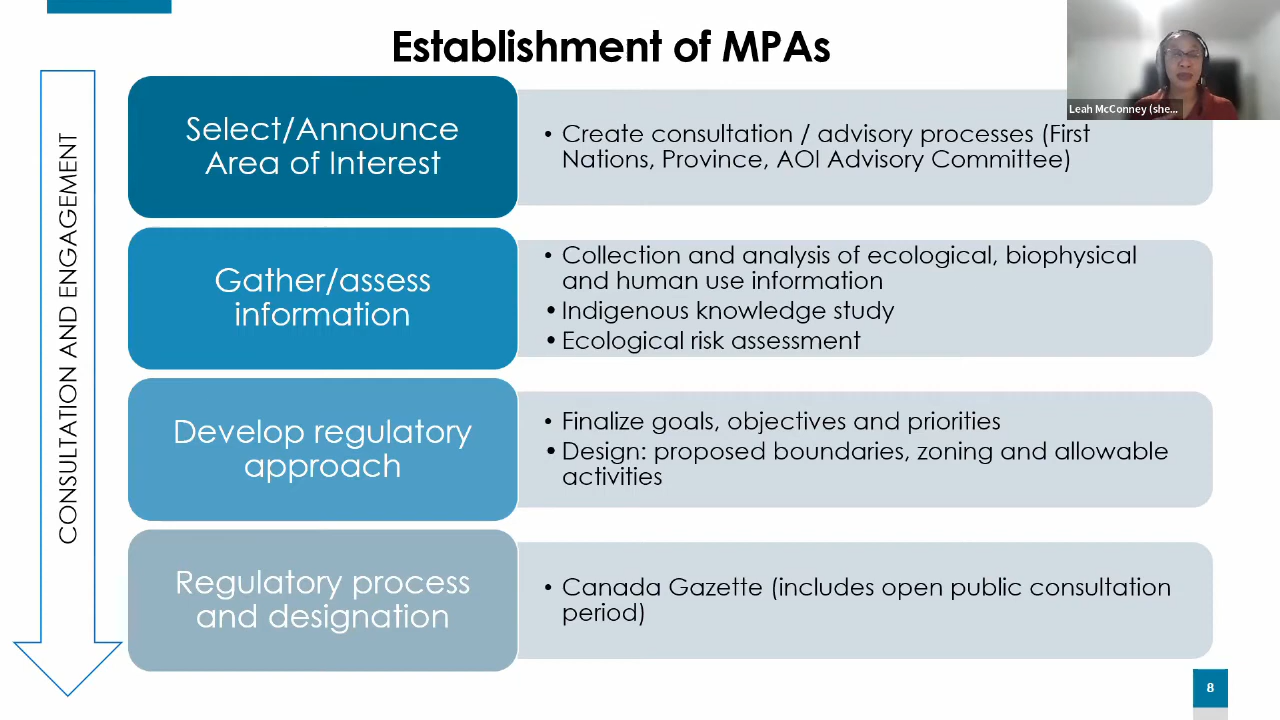 Establishment of MPAs
Leah McConney (she...
CONSULTATION AND ENGAGEMENT
Select/Announce
Area of Interest
• Create consultation / advisory processes (First
Nations, Province, AOI Advisory Committee)
Gather/assess
information
• Collection and analysis of ecological, biophysical
and human use information
• Indigenous knowledge study
• Ecological risk assessment
Develop regulatory
approach
• Finalize goals, objectives and priorities
• Design: proposed boundaries, zoning and allowable
activities
Regulatory process
and designation
• Canada Gazette (includes open public consultation
period)
8